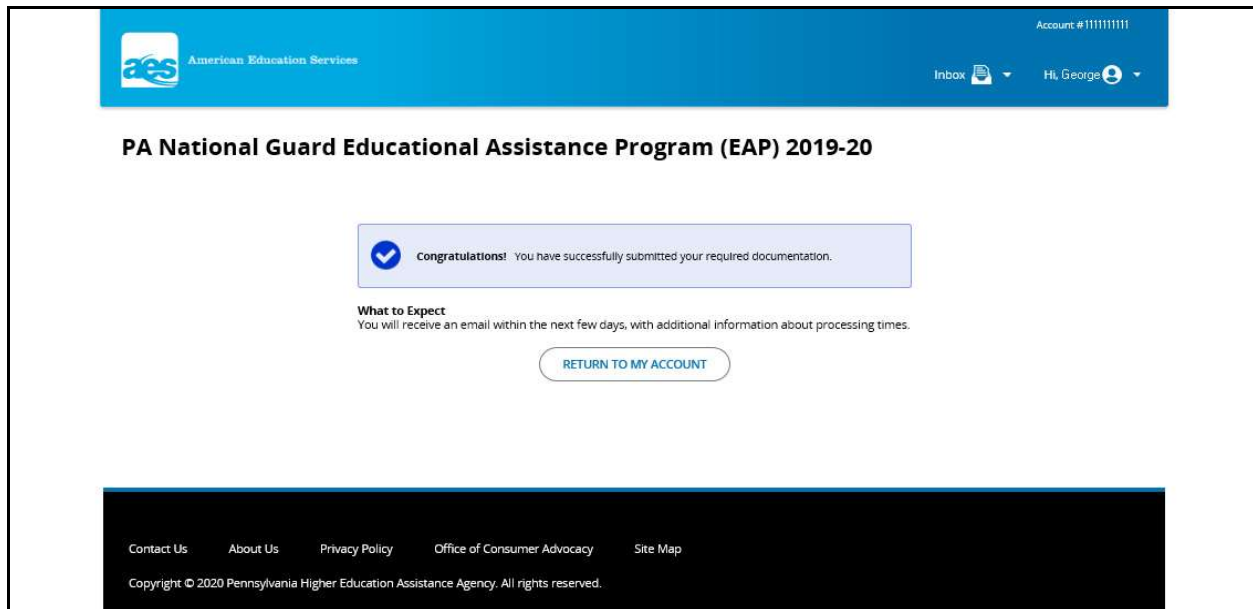 Account #1111111111
aes American Education Services
Inbox Hi, George
PA National Guard Educational Assistance Program (EAP) 2019-20
Congratulations! You have successfully submitted your required documentation.
What to Expect
You will receive an email within the next few days, with additional information about processing times.
RETURN TO MY ACCOUNT
Contact Us About Us Privacy Policy Office of Consumer Advocacy Site Map
Copyright © 2020 Pennsylvania Higher Education Assistance Agency. All rights reserved.